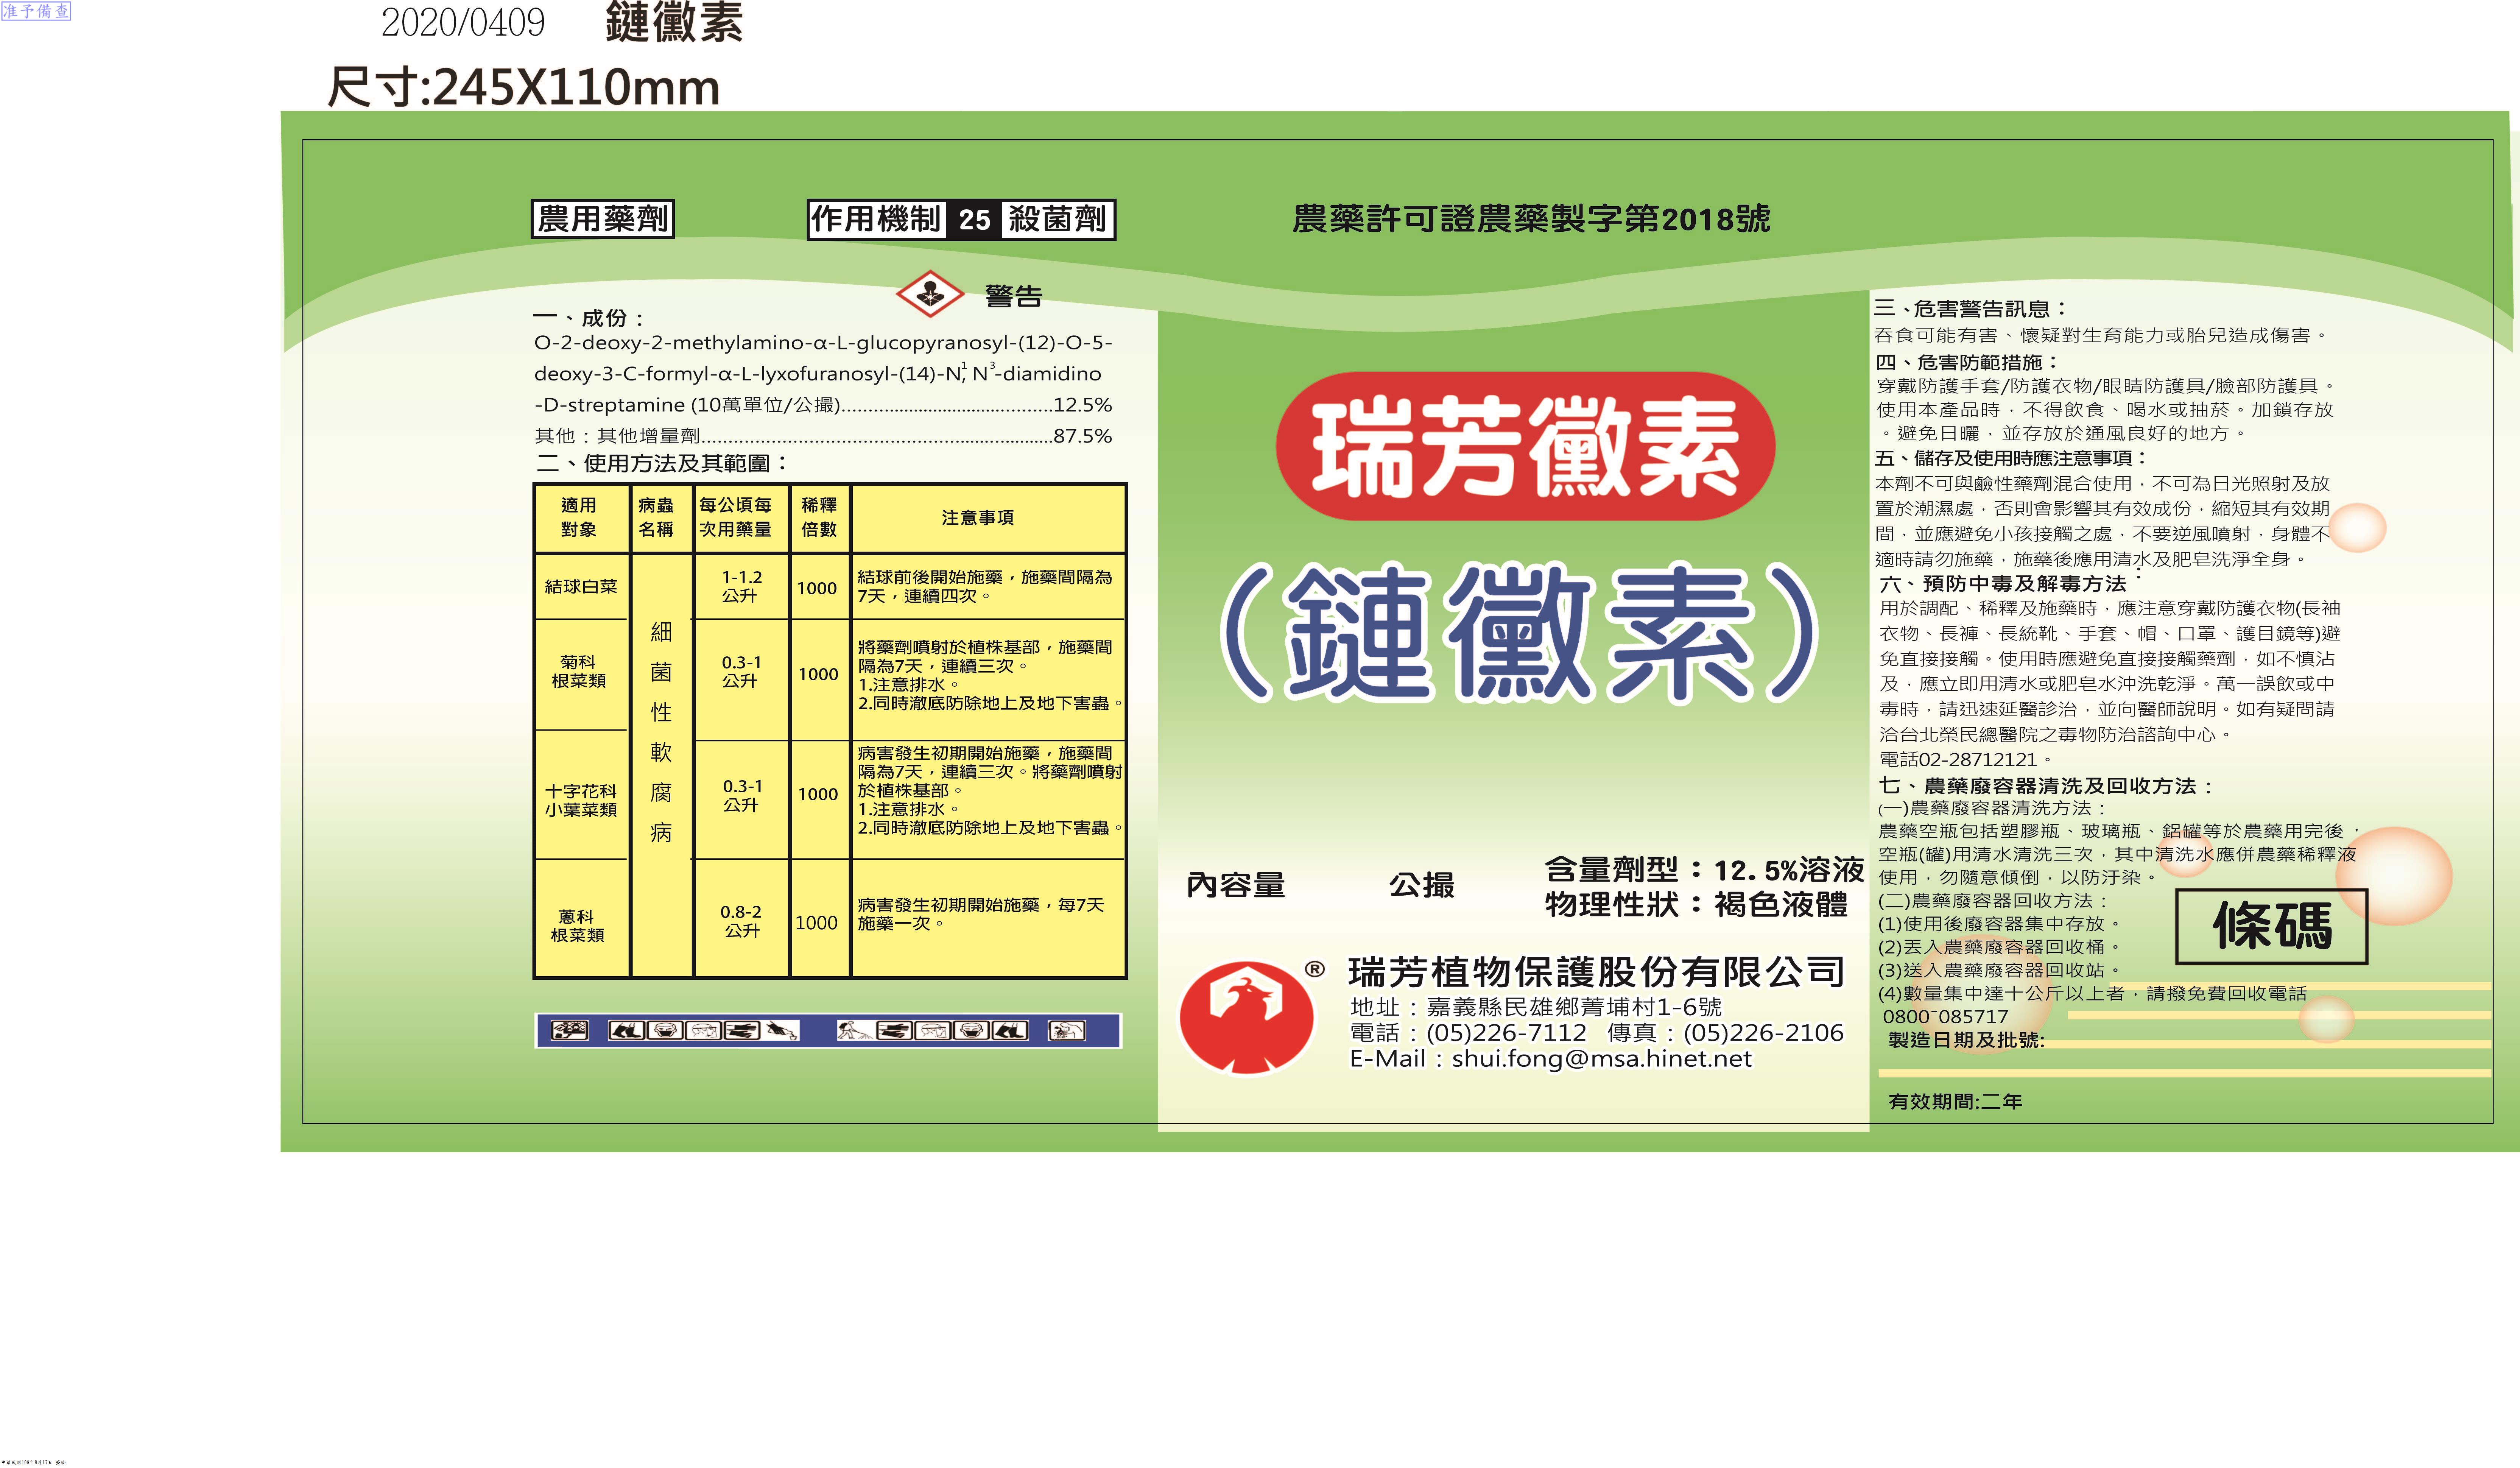 准予備查
2020/0409 鏈黴素
尺寸:245X110mm
農用藥劑
作用機制 25 殺菌劑
警告
一、成份：
O-2-deoxy-2-methylamino-α-L-glucopyranosyl-(12)-O-5-
deoxy-3-C-formyl-α-L-lyxofuranosyl-(14)-N¹, N³-diamidino
-D-streptamine (10萬單位/公撮)..........................................12.5%
其他：其他增量劑....................................................................87.5%
二、使用方法及其範圍：
適用對象 病蟲名稱 每公頃每次用藥量 稀釋倍數 注意事項
細菌性軟腐病
結球白菜 1-1.2公升 1000 結球前後開始施藥，施藥間隔為
7天，連續四次。
菊科根菜類 0.3-1公升 1000 將藥劑噴射於植株基部，施藥間
隔為7天，連續三次。
1.注意排水。
2.同時澈底防除地上及地下害蟲。
十字花科小葉菜類 0.3-1公升 1000 病害發生初期開始施藥，施藥間
隔為7天，連續三次。將藥劑噴射
於植株基部。
1.注意排水。
2.同時澈底防除地上及地下害蟲。
蔥科根菜類 0.8-2公升 1000 病害發生初期開始施藥，每7天
施藥一次。
農藥許可證農藥製字第2018號
瑞芳黴素
（鏈黴素）
內容量 公撮
含量劑型：12.5%溶液
物理性狀：褐色液體
®
瑞芳植物保護股份有限公司
地址：嘉義縣民雄鄉菁埔村1-6號
電話：(05)226-7112 傳真：(05)226-2106
E-Mail：shui.fong@msa.hinet.net
三、危害警告訊息：
吞食可能有害、懷疑對生育能力或胎兒造成傷害。
四、危害防範措施：
穿戴防護手套/防護衣物/眼睛防護具/臉部防護具。
使用本產品時，不得飲食、喝水或抽菸。加鎖存放
。避免日曬，並存放於通風良好的地方。
五、儲存及使用時應注意事項：
本劑不可與鹼性藥劑混合使用，不可為日光照射及放
置於潮濕處，否則會影響其有效成份，縮短其有效期
間，並應避免小孩接觸之處，不要逆風噴射，身體不
適時請勿施藥，施藥後應用清水及肥皂洗淨全身。
六、預防中毒及解毒方法：
用於調配、稀釋及施藥時，應注意穿戴防護衣物(長袖
衣物、長褲、長統靴、手套、帽、口罩、護目鏡等)避
免直接接觸。使用時應避免直接接觸藥劑，如不慎沾
及，應立即用清水或肥皂水沖洗乾淨。萬一誤飲或中
毒時，請迅速延醫診治，並向醫師說明。如有疑問請
洽台北榮民總醫院之毒物防治諮詢中心。
電話02-28712121。
七、農藥廢容器清洗及回收方法：
(一)農藥廢容器清洗方法：
農藥空瓶包括塑膠瓶、玻璃瓶、鋁罐等於農藥用完後，
空瓶(罐)用清水清洗三次，其中清洗水應併農藥稀釋液
使用，勿隨意傾倒，以防汙染。
(二)農藥廢容器回收方法：
(1)使用後廢容器集中存放。
(2)丟入農藥廢容器回收桶。
(3)送入農藥廢容器回收站。
(4)數量集中達十公斤以上者，請撥免費回收電話
0800-085717
條碼
製造日期及批號:
有效期間:二年